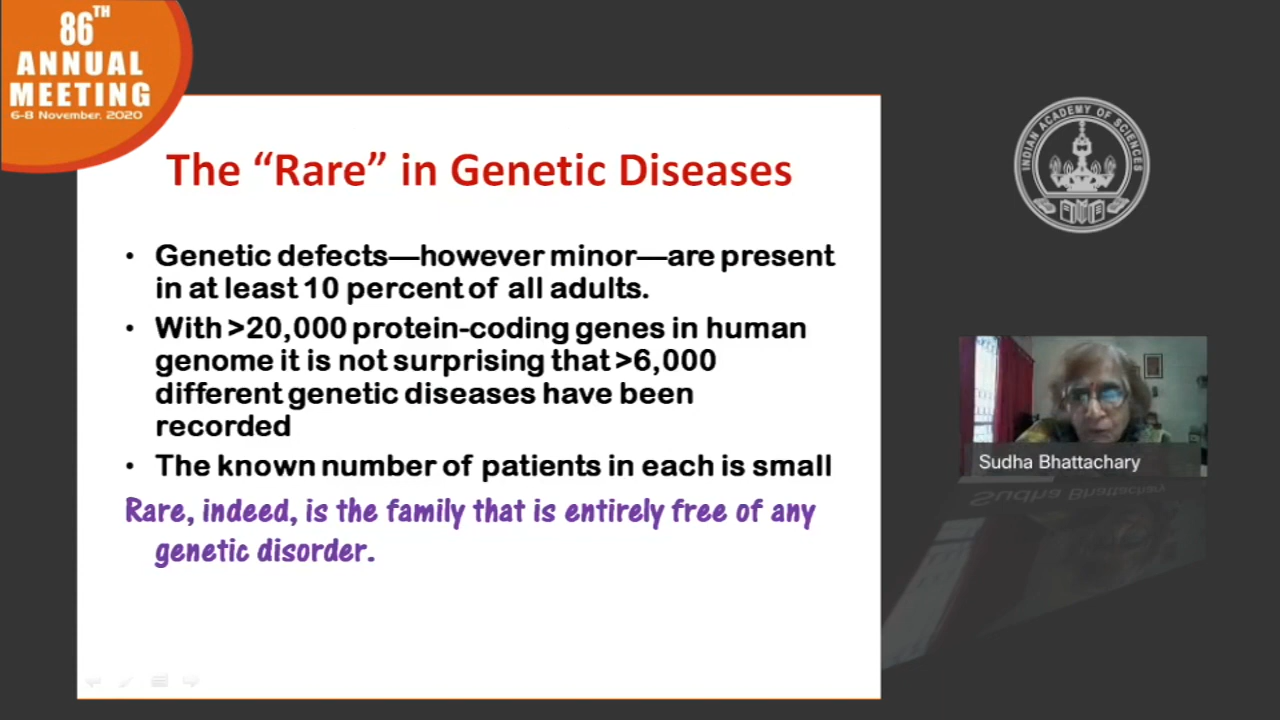 86TH
ANNUAL
MEETING
6-8 November, 2020
The “Rare” in Genetic Diseases
• Genetic defects—however minor—are present
in at least 10 percent of all adults.
• With >20,000 protein-coding genes in human
genome it is not surprising that >6,000
different genetic diseases have been
recorded
• The known number of patients in each is small
Rare, indeed, is the family that is entirely free of any
genetic disorder.
INDIAN ACADEMY OF SCIENCES
Sudha Bhattachary